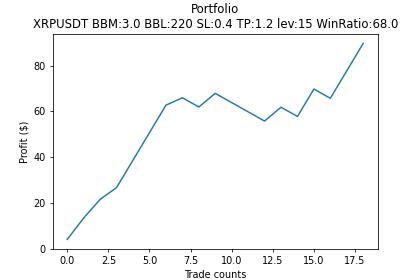 Portfolio
XRPUSDT BBM:3.0 BBL:220 SL:0.4 TP:1.2 lev:15 WinRatio:68.0
80
60
40
20
0
Profit ($)
0.0 2.5 5.0 7.5 10.0 12.5 15.0 17.5
Trade counts